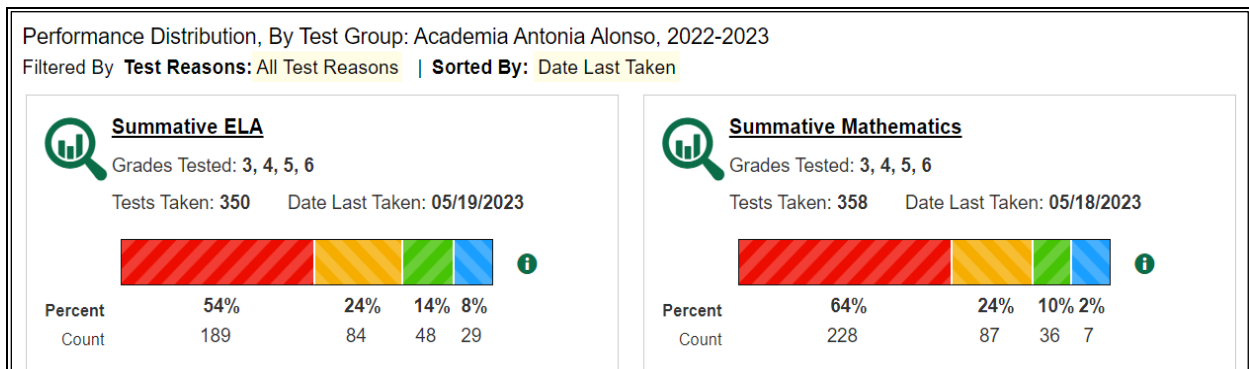 Performance Distribution, By Test Group: Academia Antonia Alonso, 2022-2023
Filtered By Test Reasons: All Test Reasons | Sorted By: Date Last Taken
Summative ELA
Grades Tested: 3, 4, 5, 6
Tests Taken: 350 Date Last Taken: 05/19/2023
Percent 54% 24% 14% 8%
Count 189 84 48 29
Summative Mathematics
Grades Tested: 3, 4, 5, 6
Tests Taken: 358 Date Last Taken: 05/18/2023
Percent 64% 24% 10% 2%
Count 228 87 36 7